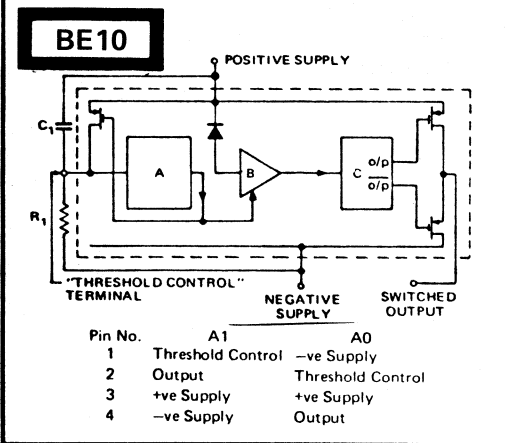 BE10
POSITIVE SUPPLY
C1
A
B
C
o/p
o/p
R1
"THRESHOLD CONTROL"
TERMINAL
NEGATIVE
SUPPLY
SWITCHED
OUTPUT
Pin No. A1 A0
1 Threshold Control –ve Supply
2 Output Threshold Control
3 +ve Supply +ve Supply
4 –ve Supply Output